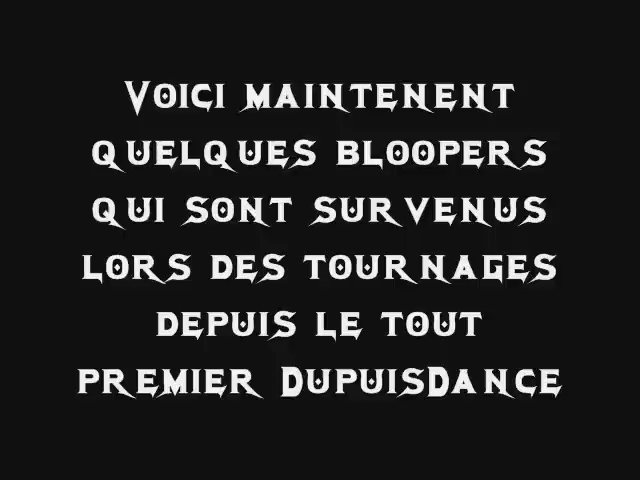 Voici maintenent
quelques bloopers
qui sont survenus
lors des tournages
depuis le tout
premier DupuisDance